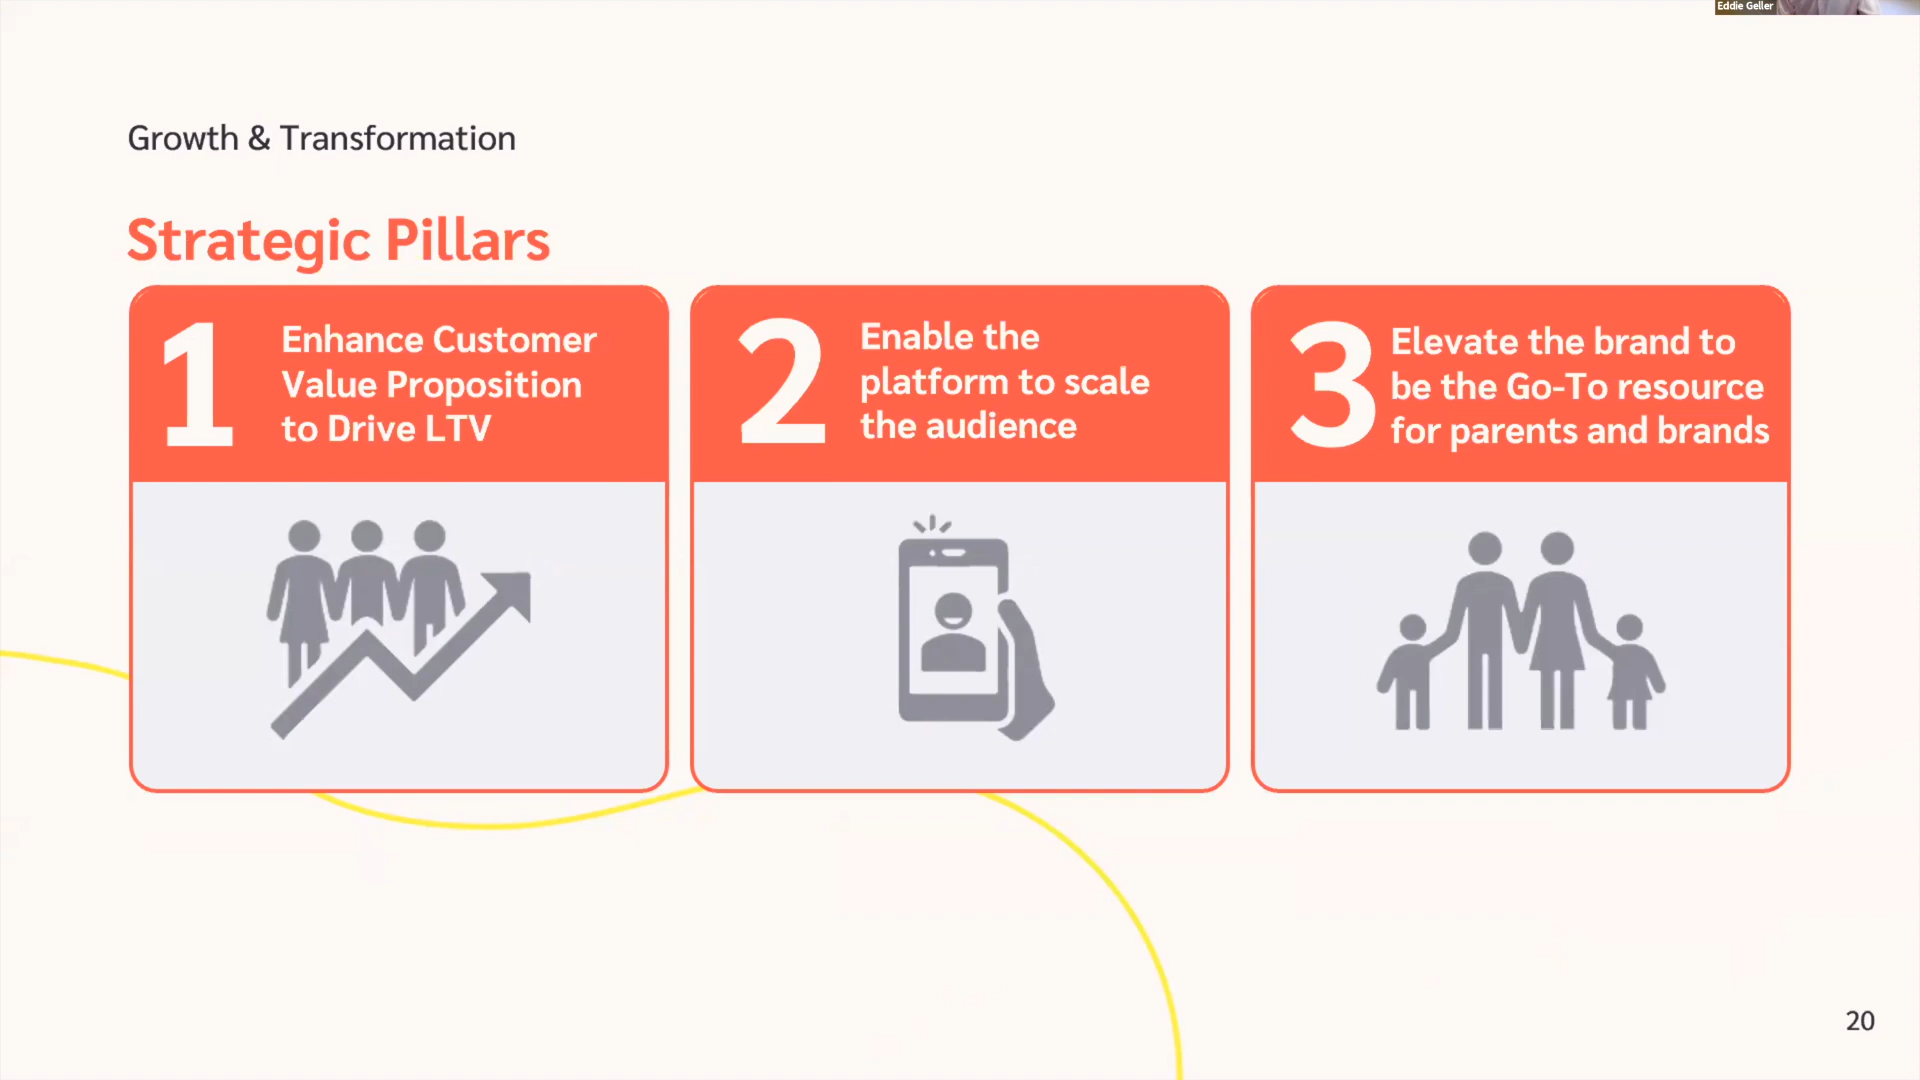 Eddie Geller
Growth & Transformation
Strategic Pillars
1
Enhance Customer
Value Proposition
to Drive LTV
2
Enable the
platform to scale
the audience
3
Elevate the brand to
be the Go-To resource
for parents and brands
20